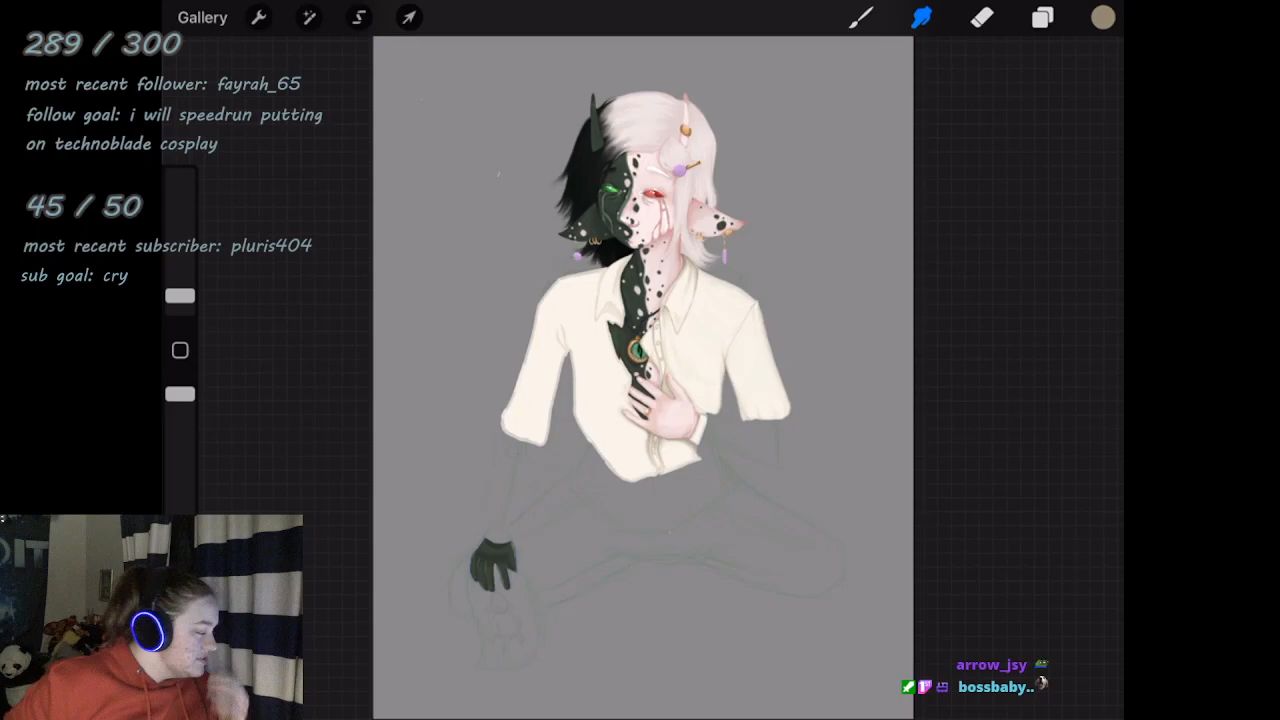 Gallery
289 / 300
most recent follower: fayrah_65
follow goal: i will speedrun putting
on technoblade cosplay
45 / 50
most recent subscriber: pluris404
sub goal: cry
arrow_jsy
bossbaby..